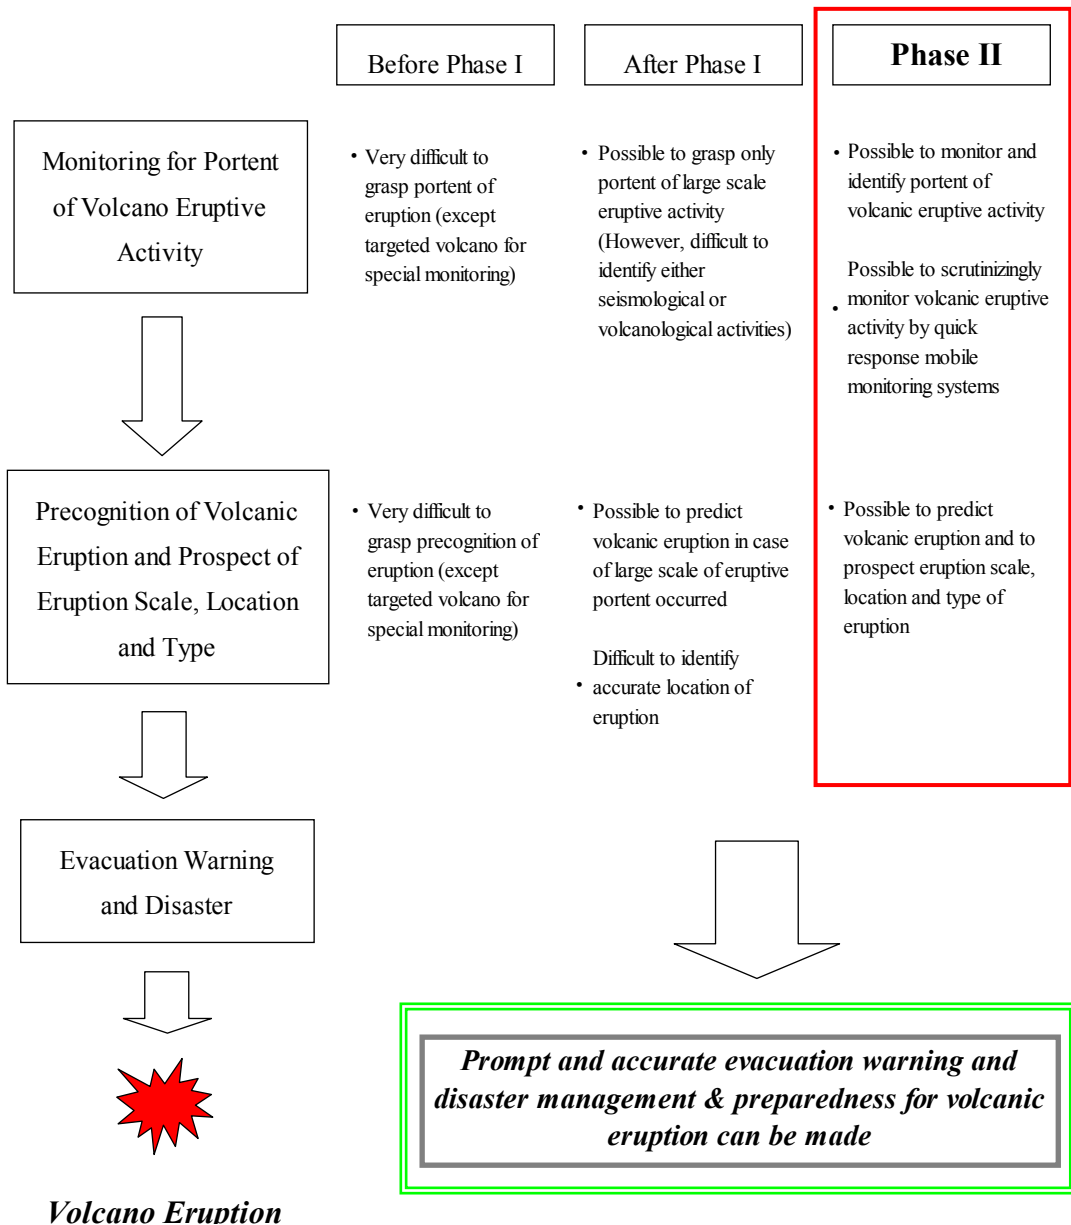 Before Phase I
After Phase I
Phase II
Monitoring for Portent
of Volcano Eruptive
Activity
• Very difficult to
grasp portent of
eruption (except
targeted volcano for
special monitoring)
• Possible to grasp only
portent of large scale
eruptive activity
(However, difficult to
identify either
seismological or
volcanological activities)
• Possible to monitor and
identify portent of
volcanic eruptive activity
Possible to scrutinizingly
monitor volcanic eruptive
• activity by quick
response mobile
monitoring systems
Precognition of Volcanic
Eruption and Prospect of
Eruption Scale, Location
and Type
• Very difficult to
grasp precognition of
eruption (except
targeted volcano for
special monitoring)
• Possible to predict
volcanic eruption in case
of large scale of eruptive
portent occurred
Difficult to identify
• accurate location of
eruption
• Possible to predict
volcanic eruption and to
prospect eruption scale,
location and type of
eruption
Evacuation Warning
and Disaster
Prompt and accurate evacuation warning and
disaster management & preparedness for volcanic
eruption can be made
Volcano Eruption